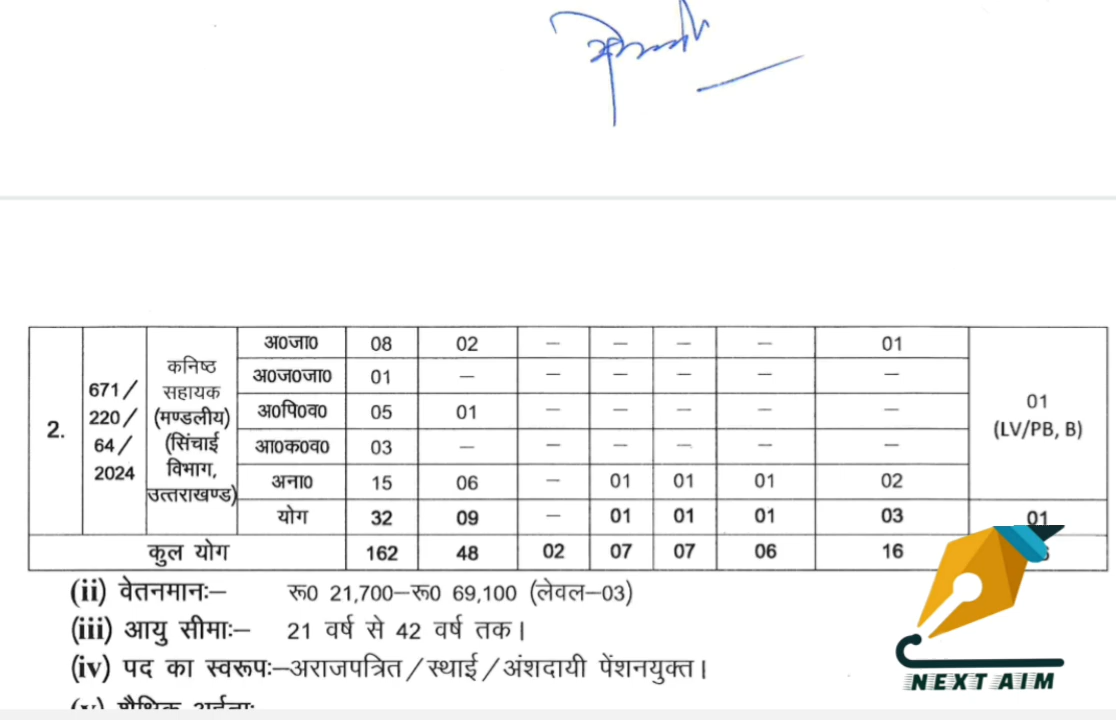 अ0जा0 08 02 – – – – 01
अ0ज0जा0 01 – – – – – –
अ0पि0व0 05 01 – – – – –
आ0क0व0 03 – – – – – –
अना0 15 06 – 01 01 01 02
योग 32 09 – 01 01 01 03 01
2.
671/
220/
64/
2024
कनिष्ठ
सहायक
(मण्डलीय)
(सिंचाई
विभाग,
उत्तराखण्ड)
01
(LV/PB, B)
कुल योग 162 48 02 07 07 06 16
(ii) वेतनमानः– रू0 21,700–रू0 69,100 (लेवल–03)
(iii) आयु सीमाः– 21 वर्ष से 42 वर्ष तक।
(iv) पद का स्वरूपः–अराजपत्रित/स्थाई/अंशदायी पेंशनयुक्त।
NEXT AIM